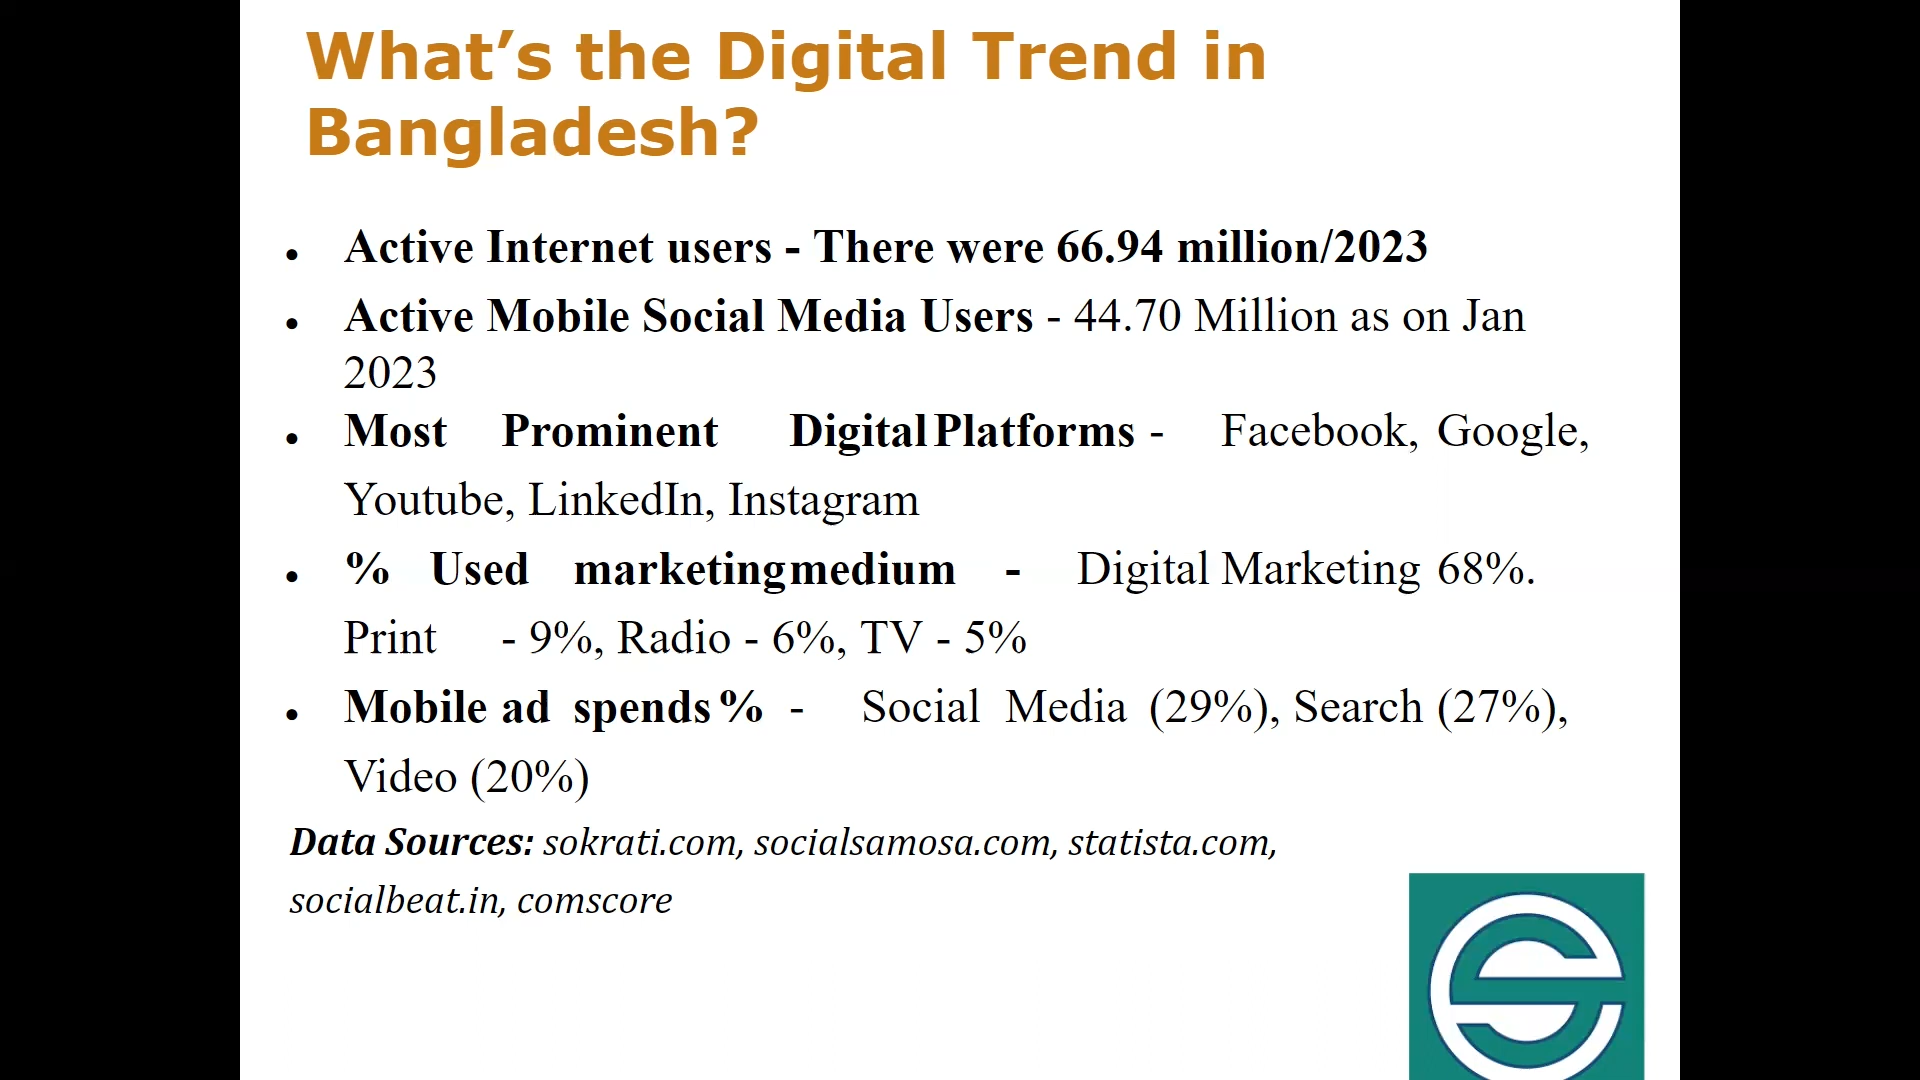 What’s the Digital Trend in
Bangladesh?
• Active Internet users - There were 66.94 million/2023
• Active Mobile Social Media Users - 44.70 Million as on Jan
2023
• Most Prominent Digital Platforms - Facebook, Google,
Youtube, LinkedIn, Instagram
• % Used marketingmedium - Digital Marketing 68%.
Print - 9%, Radio - 6%, TV - 5%
• Mobile ad spends % - Social Media (29%), Search (27%),
Video (20%)
Data Sources: sokrati.com, socialsamosa.com, statista.com,
socialbeat.in, comscore